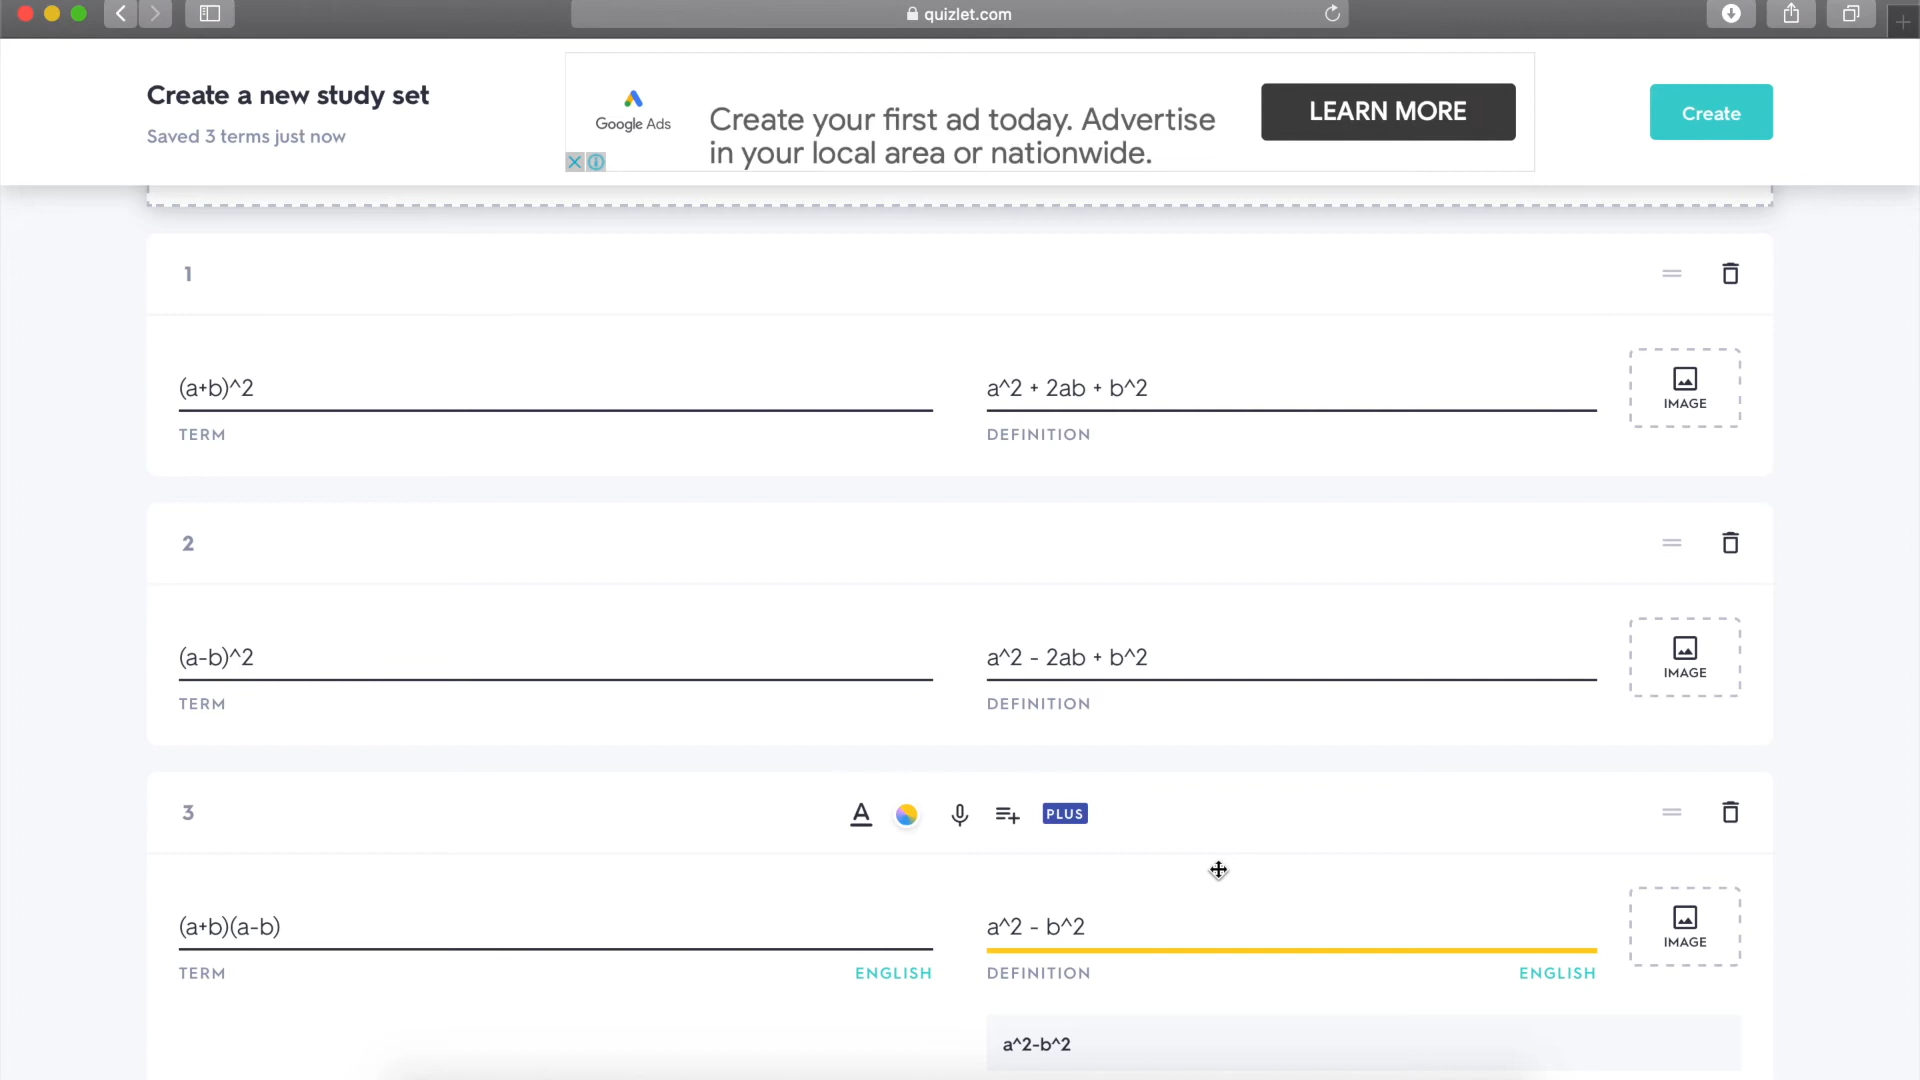 quizlet.com
Create a new study set
Saved 3 terms just now
Google Ads
Create your first ad today. Advertise
in your local area or nationwide.
LEARN MORE
Create
1
(a+b)^2
a^2 + 2ab + b^2
IMAGE
TERM
DEFINITION
2
(a-b)^2
a^2 - 2ab + b^2
IMAGE
TERM
DEFINITION
3
A
PLUS
(a+b)(a-b)
a^2 - b^2
IMAGE
TERM
ENGLISH
DEFINITION
ENGLISH
a^2-b^2